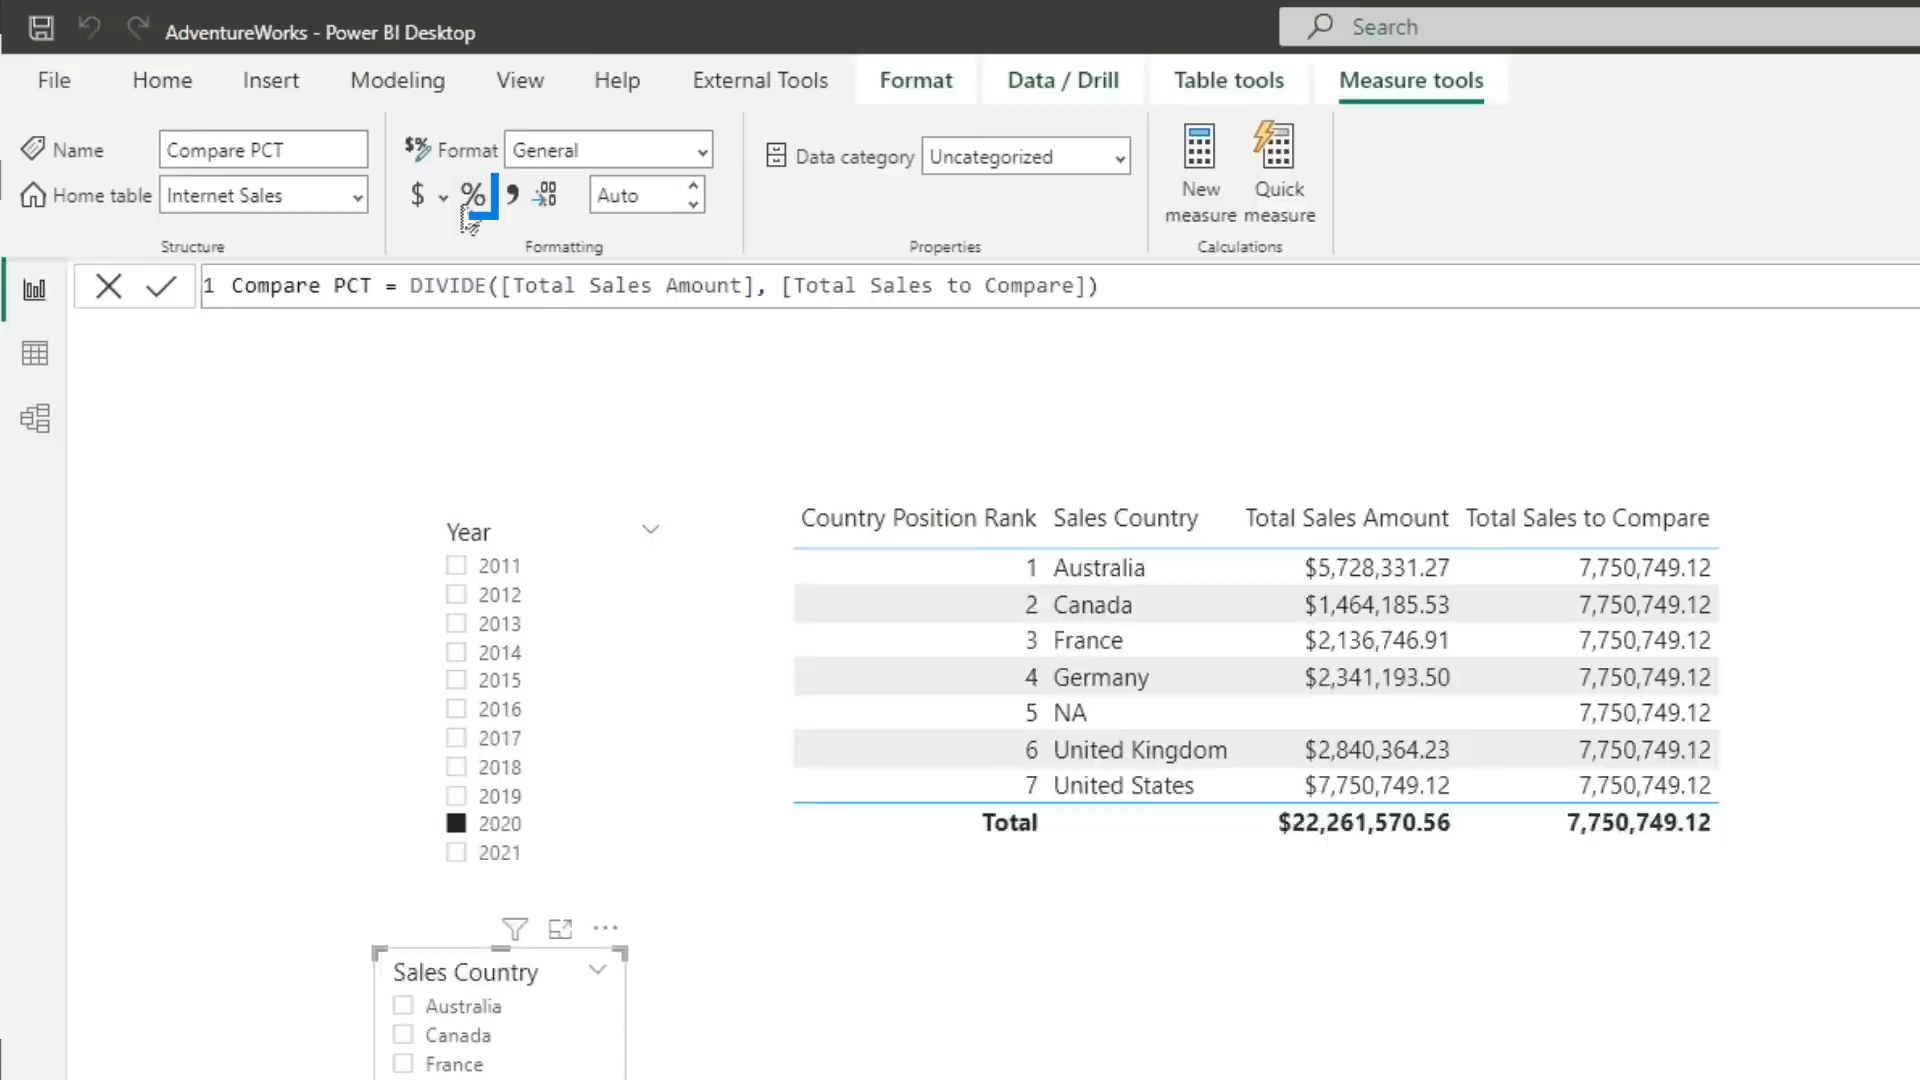 AdventureWorks - Power BI Desktop
Search
File Home Insert Modeling View Help External Tools Format Data / Drill Table tools Measure tools
Name Compare PCT
Home table Internet Sales
Structure
$% Format General
$ % , .00 Auto
Formatting
Data category Uncategorized
Properties
New measure
Quick measure
Calculations
1 Compare PCT = DIVIDE([Total Sales Amount], [Total Sales to Compare])
Year
2011
2012
2013
2014
2015
2016
2017
2018
2019
2020
2021
Country Position Rank Sales Country Total Sales Amount Total Sales to Compare
1 Australia $5,728,331.27 7,750,749.12
2 Canada $1,464,185.53 7,750,749.12
3 France $2,136,746.91 7,750,749.12
4 Germany $2,341,193.50 7,750,749.12
5 NA 7,750,749.12
6 United Kingdom $2,840,364.23 7,750,749.12
7 United States $7,750,749.12 7,750,749.12
Total $22,261,570.56 7,750,749.12
Sales Country
Australia
Canada
France